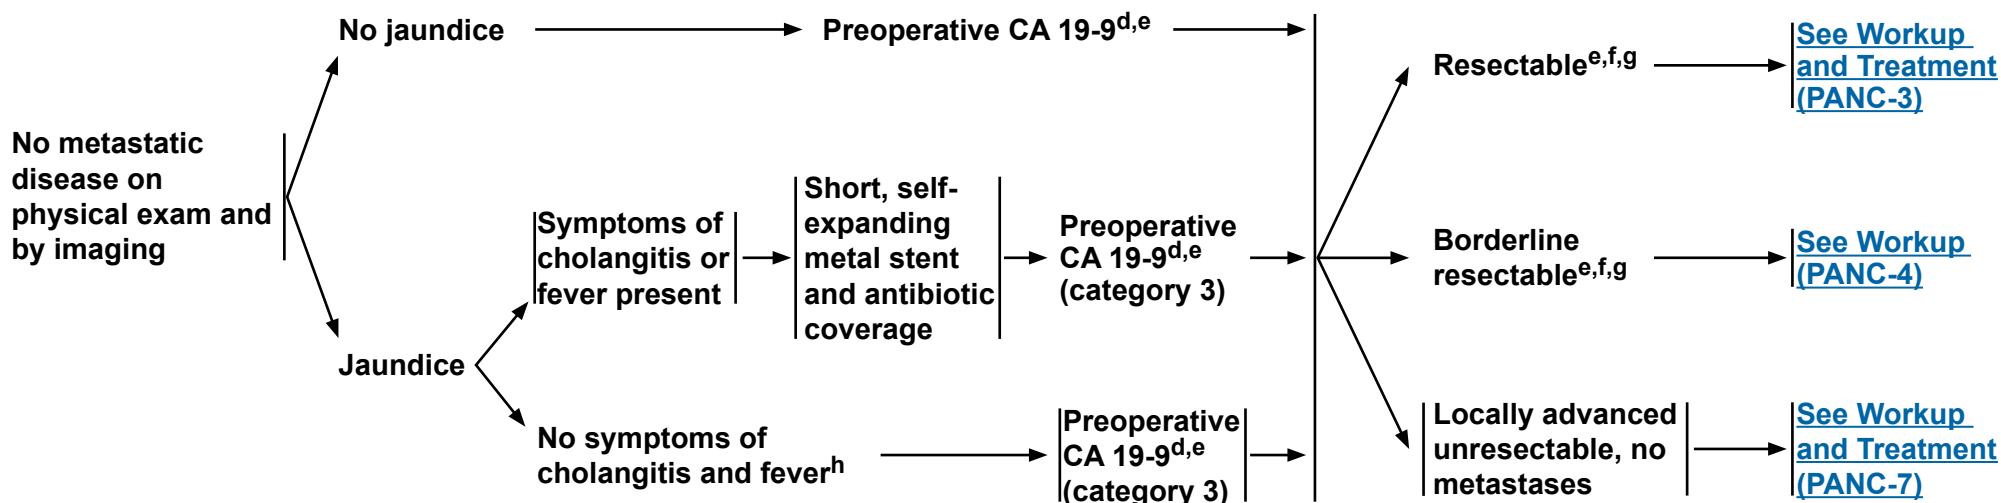 No jaundice
Preoperative CA 19-9d,e
No metastatic
disease on
physical exam and
by imaging
Symptoms of
cholangitis or
fever present
Short, self-
expanding
metal stent
and antibiotic
coverage
Preoperative
CA 19-9d,e
(category 3)
Jaundice
No symptoms of
cholangitis and feverh
Preoperative
CA 19-9d,e
(category 3)
Resectablee,f,g
See Workup
and Treatment
(PANC-3)
Borderline
resectablee,f,g
See Workup
(PANC-4)
Locally advanced
unresectable, no
metastases
See Workup
and Treatment
(PANC-7)